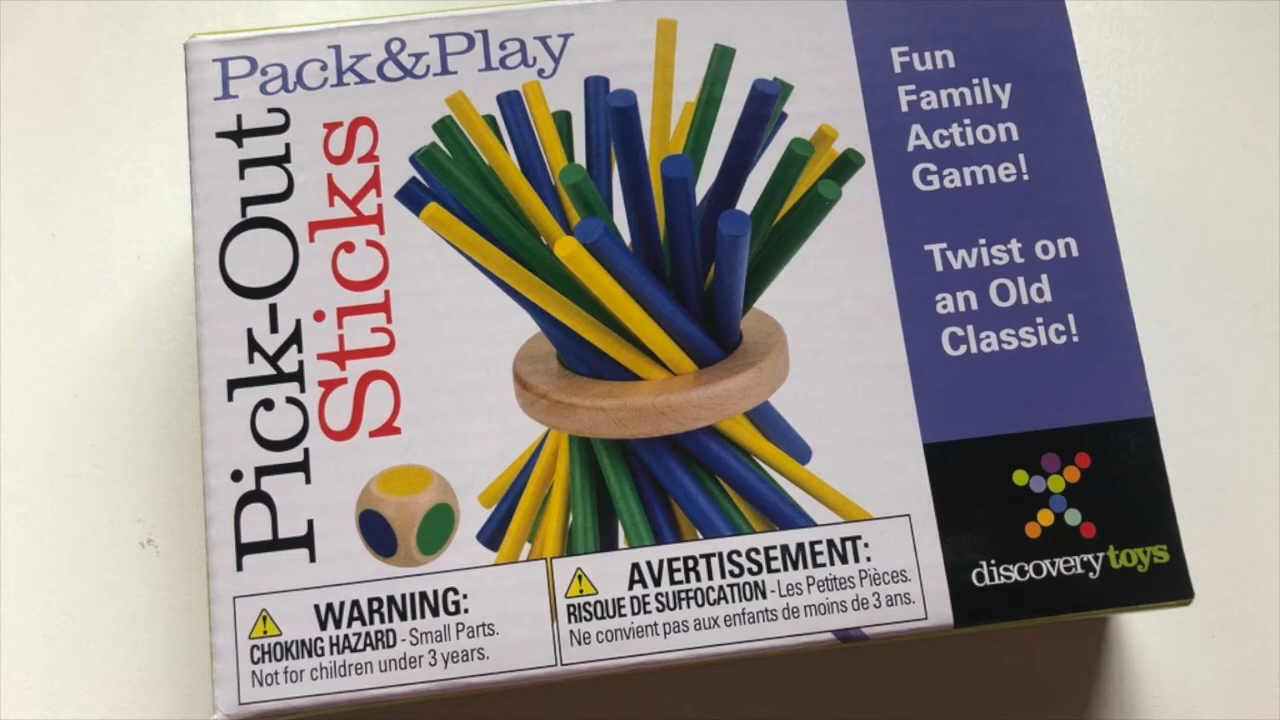 Pack&Play
Pick-Out
Sticks
Fun
Family
Action
Game!
Twist on
an Old
Classic!
discoverytoys
WARNING:
CHOKING HAZARD - Small Parts.
Not for children under 3 years.
AVERTISSEMENT:
RISQUE DE SUFFOCATION - Les Petites Pièces.
Ne convient pas aux enfants de moins de 3 ans.